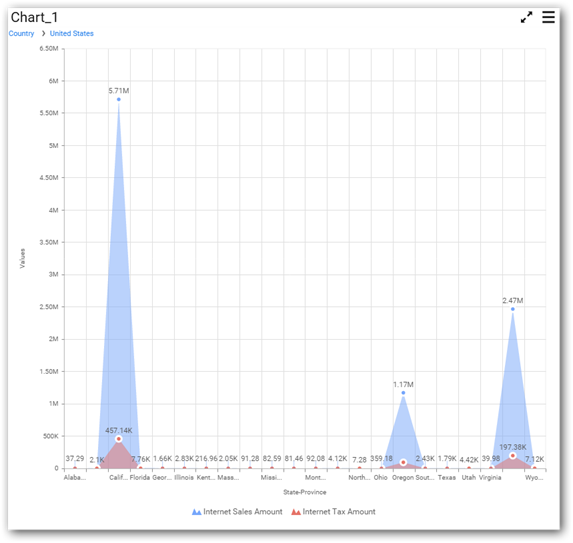 Chart_1
Country > United States
6.50M
6M
5.50M
5M
4.50M
4M
3.50M
3M
2.50M
2M
1.50M
1M
500K
0
Values
5.71M
2.47M
1.17M
457.14K
197.38K
37,29 2.1K 7.76K 1.66K 2.83K 216.96 2.05K 91.28 82.59 81,46 92,08 4.12K 7.28 359,18 2.43K 1.79K 4.42K 39,98 7.12K
Alaba... Calif... Florida Geor... Illinois Kent... Massa... Missi... Mont... North... Ohio Oregon Sout... Texas Utah Virginia Wyo...
State-Province
Internet Sales Amount Internet Tax Amount